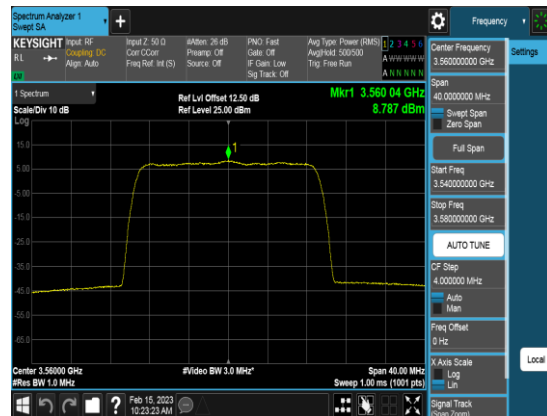 Spectrum Analyzer 1
Swept SA
+
Frequency
KEYSIGHT
RL
LV
Input: RF
Coupling: DC
Align: Auto
Input Z: 50 Ω
Corr CCorr
Freq Ref: Int (S)
#Atten: 26 dB
Preamp: Off
Source: Off
PNO: Fast
Gate: Off
IF Gain: Low
Sig Track: Off
Avg Type: Power (RMS)
Avg|Hold: 500/500
Trig: Free Run
1 2 3 4 5 6
A W W W W W
A N N N N N
1 Spectrum
Scale/Div 10 dB
Log
Ref Lvl Offset 12.50 dB
Ref Level 25.00 dBm
Mkr1 3.560 04 GHz
8.787 dBm
1
15.0
5.00
-5.00
-15.0
-25.0
-35.0
-45.0
-55.0
-65.0
Center 3.56000 GHz
#Res BW 1.0 MHz
#Video BW 3.0 MHz*
Span 40.00 MHz
Sweep 1.00 ms (1001 pts)
?
Feb 15, 2023
10:23:23 AM
Center Frequency
3.560000000 GHz
Span
40.0000000 MHz
Swept Span
Zero Span
Full Span
Start Freq
3.540000000 GHz
Stop Freq
3.580000000 GHz
AUTO TUNE
CF Step
4.000000 MHz
Auto
Man
Freq Offset
0 Hz
X Axis Scale
Log
Lin
Signal Track
(Span Zoom)
Settings
Local